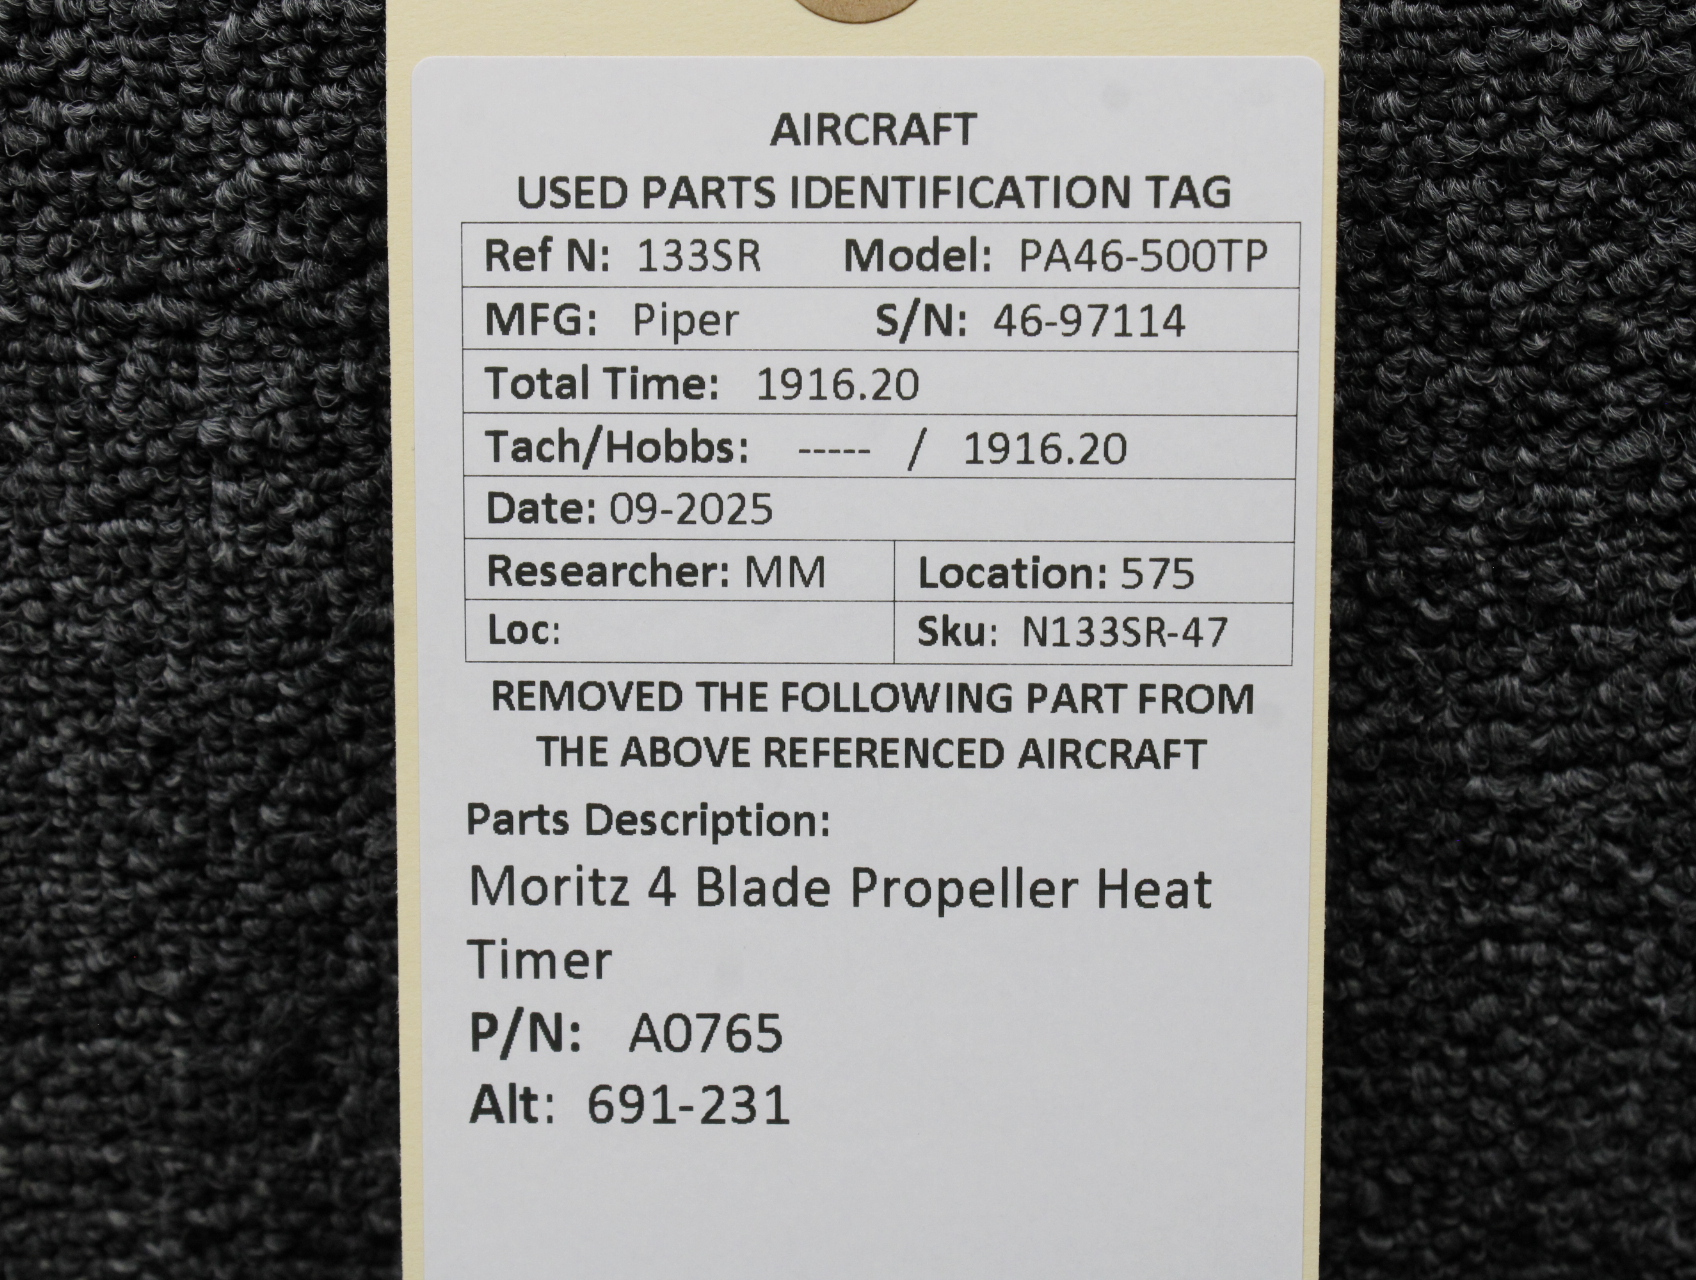 AIRCRAFT
USED PARTS IDENTIFICATION TAG
Ref N: 133SR Model: PA46-500TP
MFG: Piper S/N: 46-97114
Total Time: 1916.20
Tach/Hobbs: ----- / 1916.20
Date: 09-2025
Researcher: MM Location: 575
Loc: Sku: N133SR-47
REMOVED THE FOLLOWING PART FROM
THE ABOVE REFERENCED AIRCRAFT
Parts Description:
Moritz 4 Blade Propeller Heat
Timer
P/N: A0765
Alt: 691-231